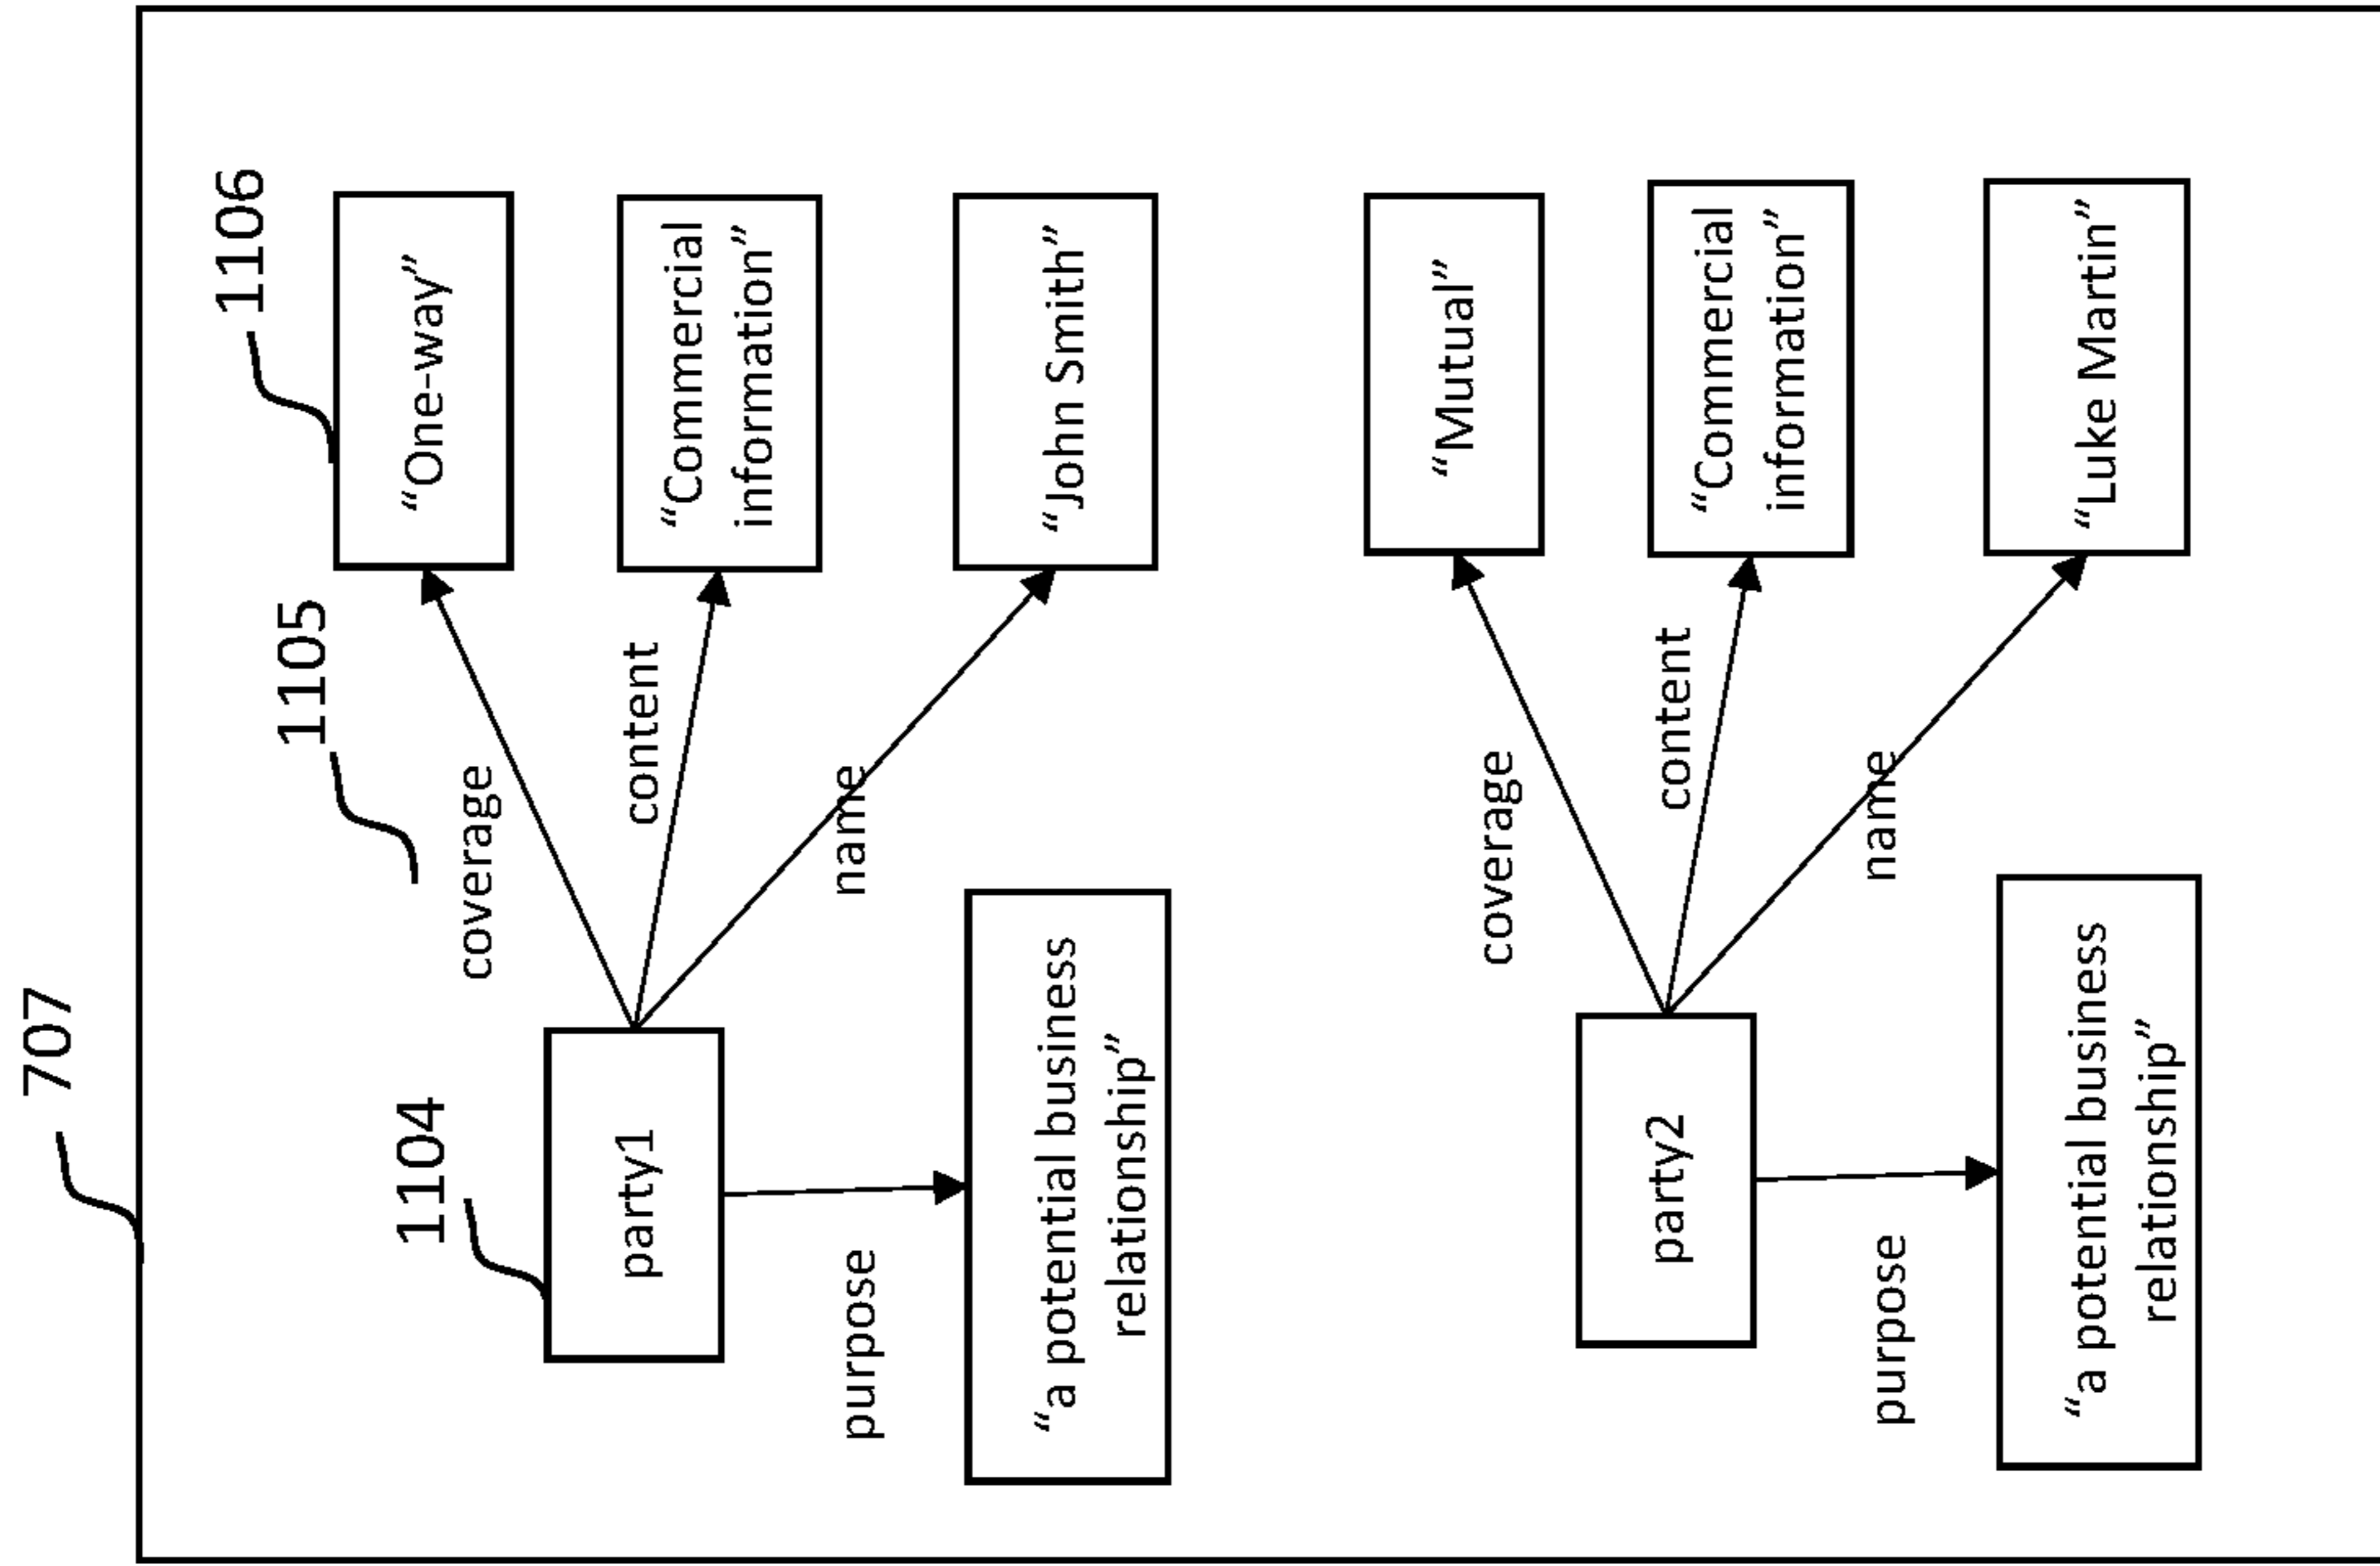 707
1104
1105
1106
party1
coverage
content
name
purpose
“One-way”
“Commercial
information”
“John Smith”
“a potential business
relationship”
party2
coverage
content
name
purpose
“Mutual”
“Commercial
information”
“Luke Martin”
“a potential business
relationship”